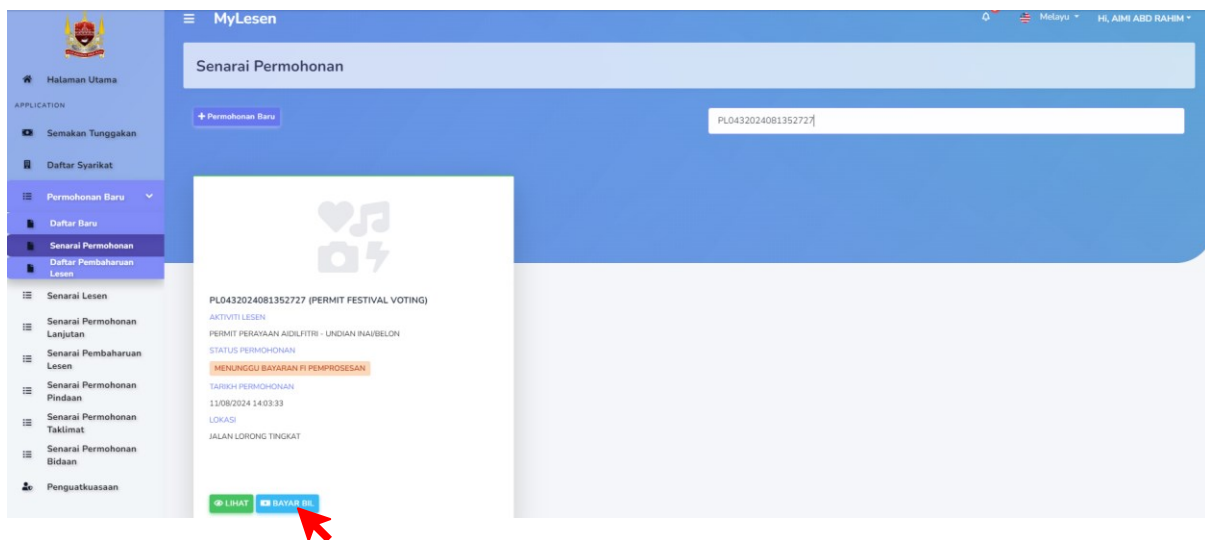 MyLesen
Melayu
HI, AIMI ABD RAHIM
Senarai Permohonan
Halaman Utama
APPLICATION
Semakan Tunggakan
Daftar Syarikat
Permohonan Baru
Daftar Baru
Senarai Permohonan
Daftar Pembaharuan
Lesen
Senarai Lesen
Senarai Permohonan
Lanjutan
Senarai Pembaharuan
Lesen
Senarai Permohonan
Pindaan
Senarai Permohonan
Taklimat
Senarai Permohonan
Bidaan
Penguatkuasaan
+ Permohonan Baru
PL0432024081352727
PL0432024081352727 (PERMIT FESTIVAL VOTING)
AKTIVITI LESEN
PERMIT PERAYAAN AIDILFITRI - UNDIAN INAI/BELON
STATUS PERMOHONAN
MENUNGGU BAYARAN FI PEMPROSESAN
TARIKH PERMOHONAN
11/08/2024 14:03:33
LOKASI
JALAN LORONG TINGKAT
LIHAT
BAYAR BIL